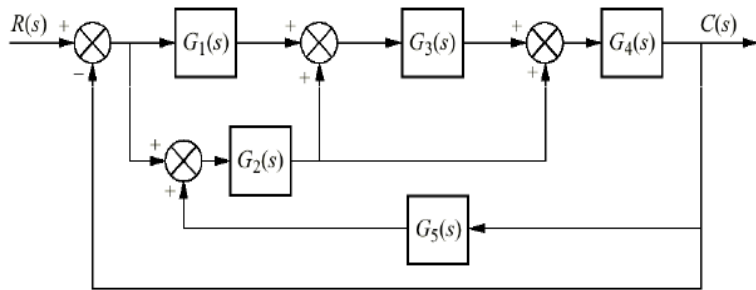 R(s) + − G₁(s) + + G₃(s) + + G₄(s) C(s)
+ + G₂(s)
G₅(s)